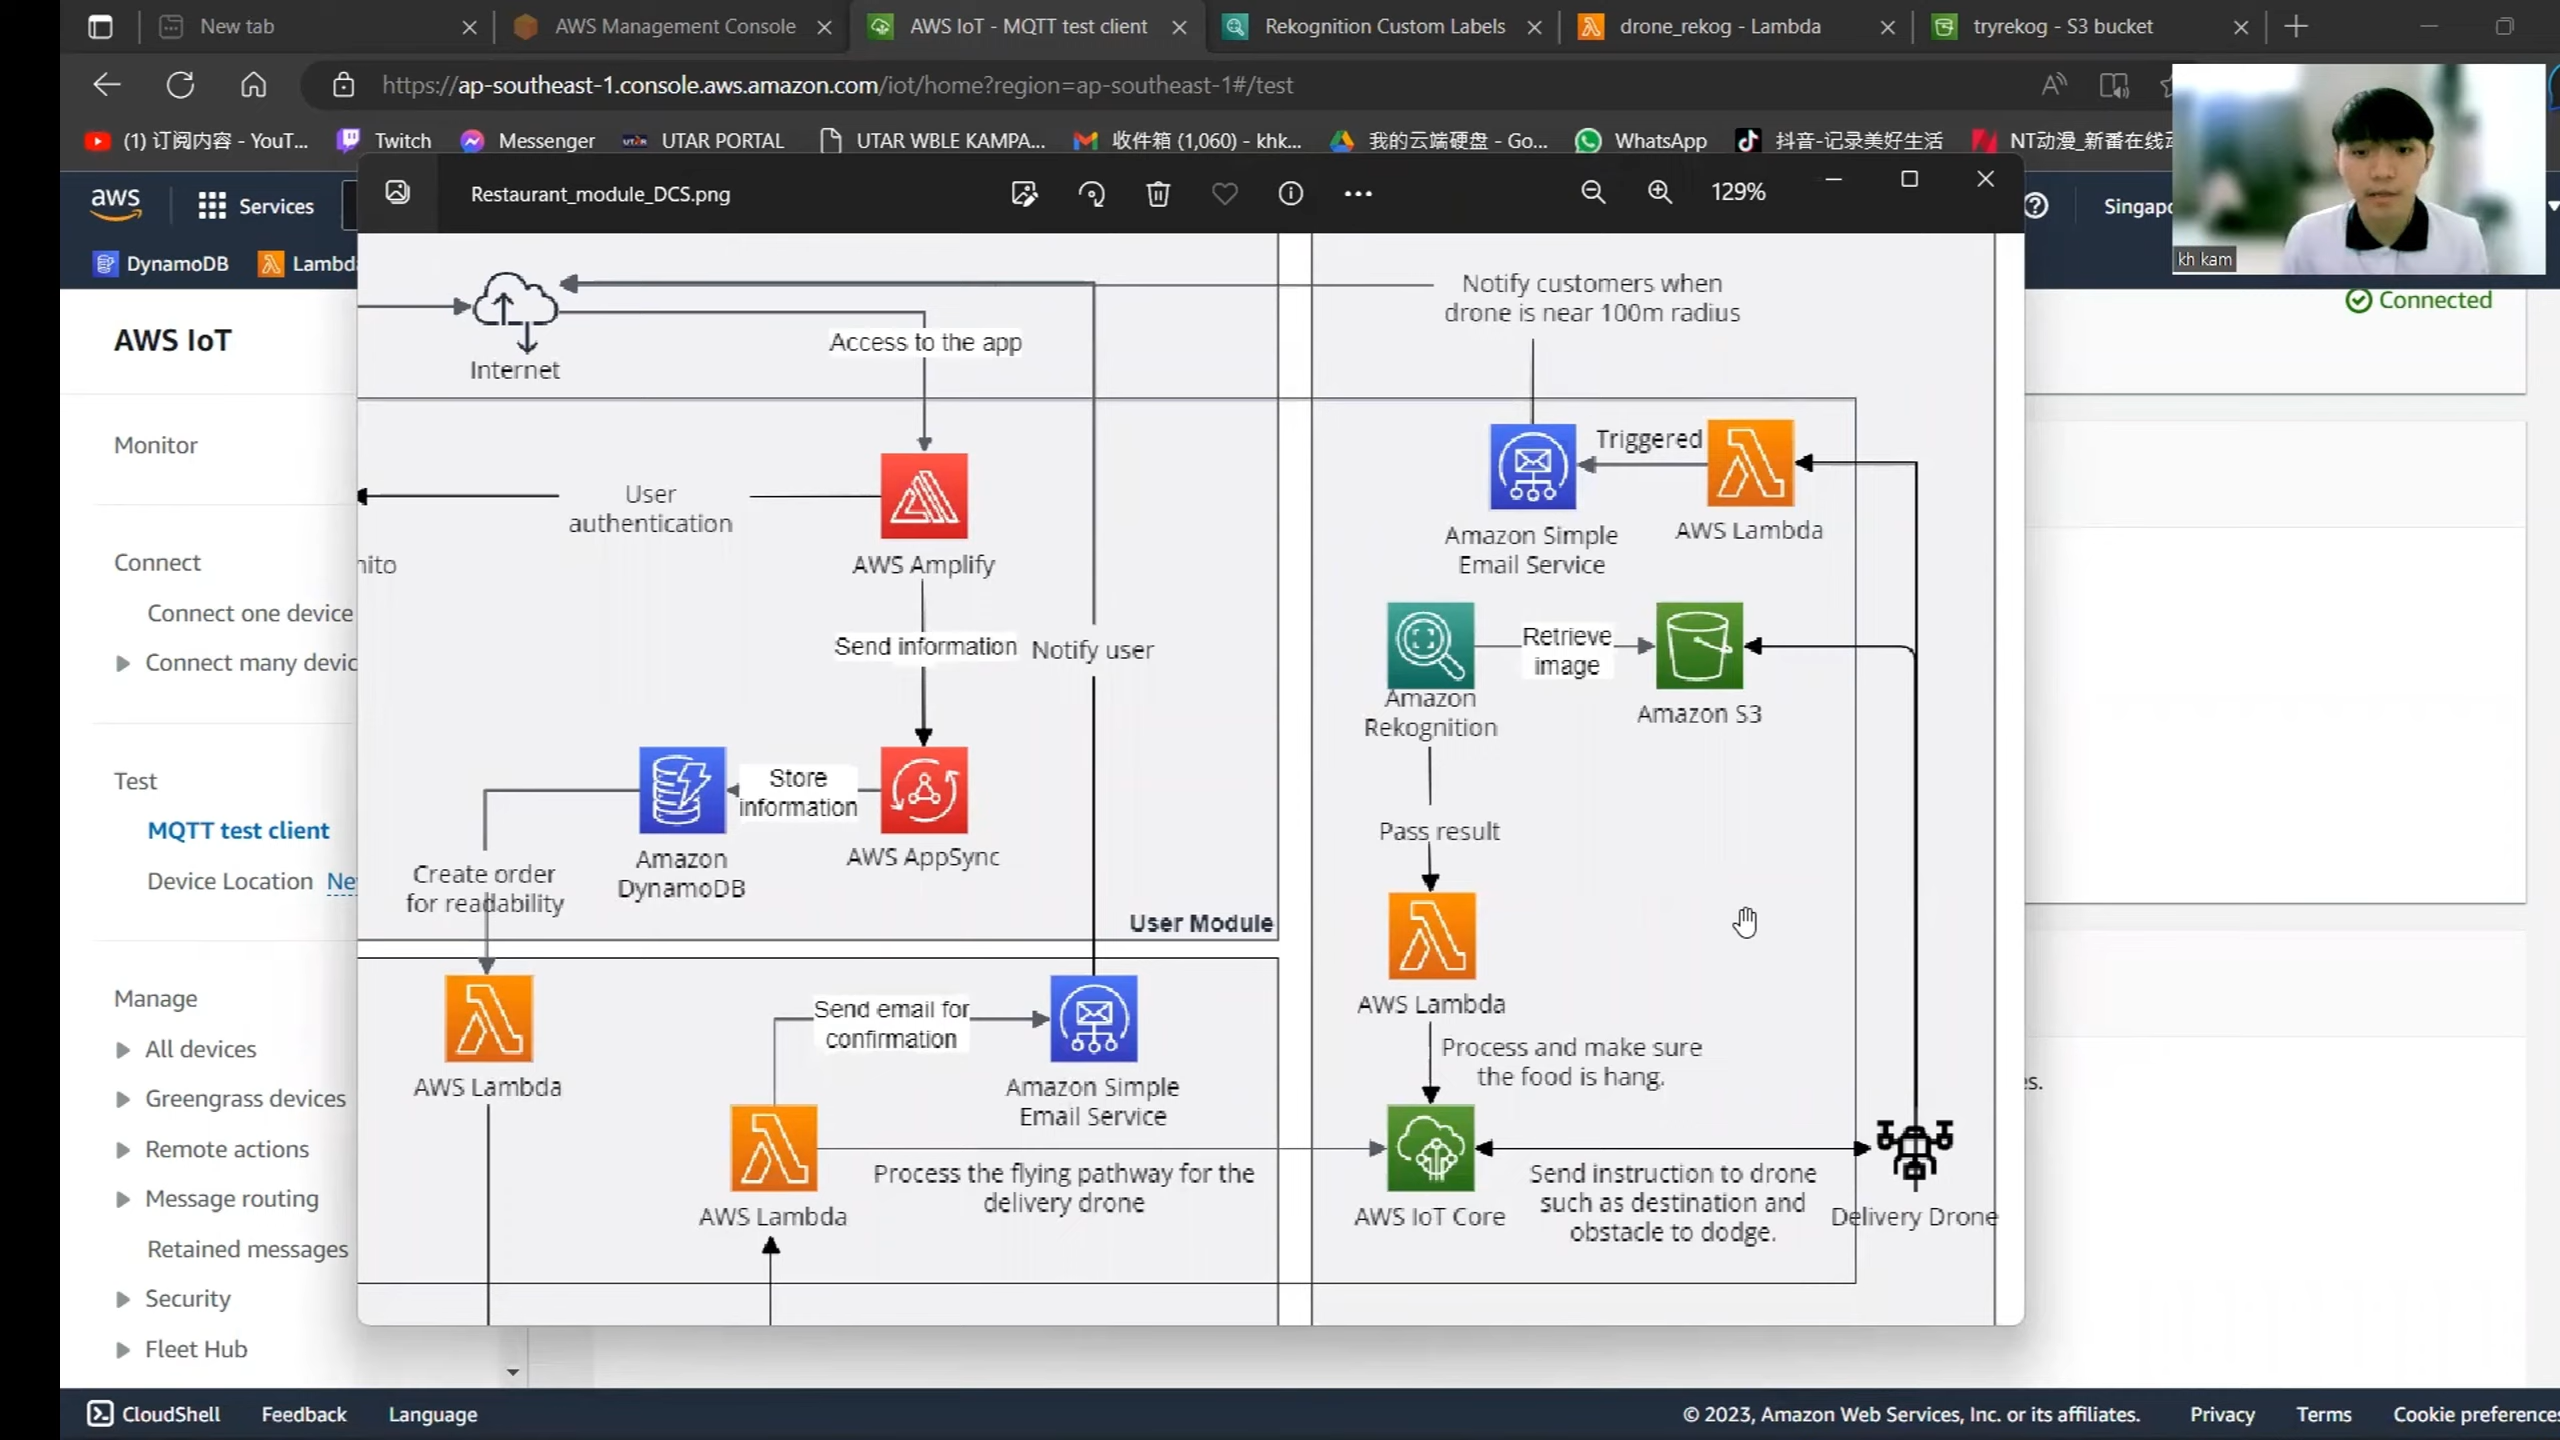 New tab
AWS Management Console
AWS IoT - MQTT test client
Rekognition Custom Labels
drone_rekog - Lambda
tryrekog - S3 bucket
https://ap-southeast-1.console.aws.amazon.com/iot/home?region=ap-southeast-1#/test
(1) 订阅内容 - YouT...
Twitch
Messenger
UTAR PORTAL
UTAR WBLE KAMPA...
收件箱 (1,060) - khk...
我的云端硬盘 - Go...
WhatsApp
抖音-记录美好生活
NT动漫_新番在线
aws
Services
Restaurant_module_DCS.png
129%
kh kam
DynamoDB
Connected
AWS IoT
Monitor
Connect
Connect one device
Connect many devic
Test
MQTT test client
Device Location
Manage
All devices
Greengrass devices
Remote actions
Message routing
Retained messages
Security
Fleet Hub
Internet
Access to the app
Notify customers when
drone is near 100m radius
User
authentication
AWS Amplify
Triggered
Amazon Simple
Email Service
AWS Lambda
Send information
Notify user
Retrieve
image
Amazon
Rekognition
Amazon S3
Store
information
Amazon
DynamoDB
AWS AppSync
Create order
for readability
User Module
Pass result
AWS Lambda
Process and make sure
the food is hang.
AWS Lambda
Send email for
confirmation
Amazon Simple
Email Service
AWS Lambda
Process the flying pathway for the
delivery drone
AWS IoT Core
Send instruction to drone
such as destination and
obstacle to dodge.
Delivery Drone
CloudShell
Feedback
Language
© 2023, Amazon Web Services, Inc. or its affiliates.
Privacy
Terms
Cookie preferences